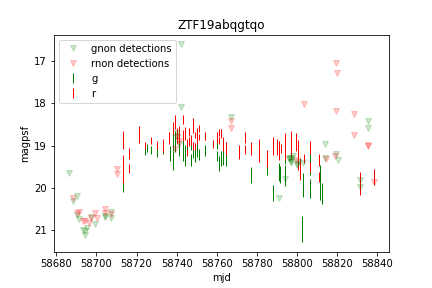 ZTF19abqgtqo
gnon detections
rnon detections
g
r
17
18
19
20
21
magpsf
58680 58700 58720 58740 58760 58780 58800 58820 58840
mjd